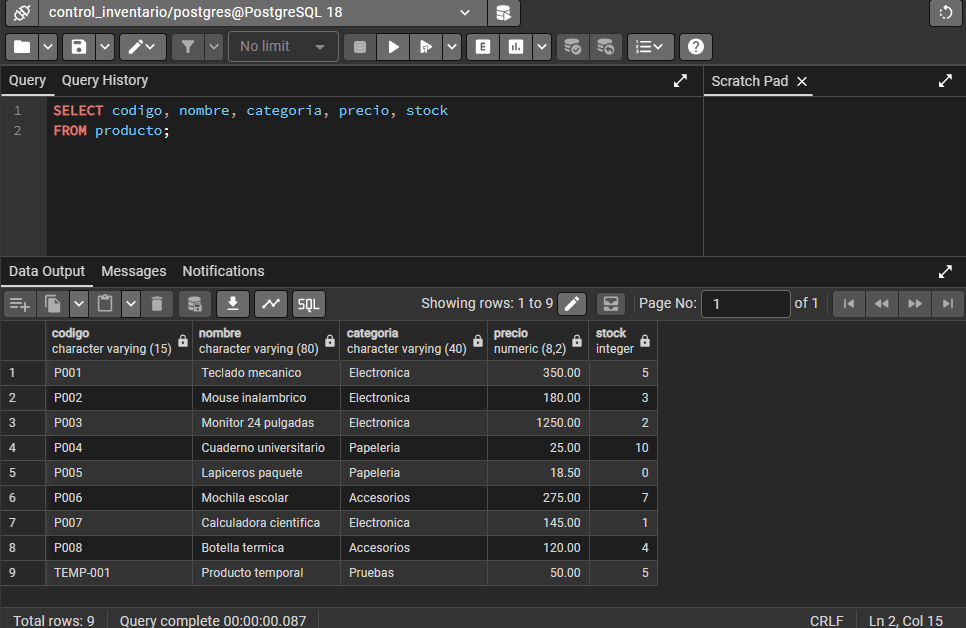 control_inventario/postgres@PostgreSQL 18
No limit
E
Query Query History
Scratch Pad
1 SELECT codigo, nombre, categoria, precio, stock
2 FROM producto;
Data Output Messages Notifications
SQL Showing rows: 1 to 9 Page No: 1 of 1
codigo nombre categoria precio stock
character varying (15) character varying (80) character varying (40) numeric (8,2) integer
1 P001 Teclado mecanico Electronica 350.00 5
2 P002 Mouse inalambrico Electronica 180.00 3
3 P003 Monitor 24 pulgadas Electronica 1250.00 2
4 P004 Cuaderno universitario Papeleria 25.00 10
5 P005 Lapiceros paquete Papeleria 18.50 0
6 P006 Mochila escolar Accesorios 275.00 7
7 P007 Calculadora cientifica Electronica 145.00 1
8 P008 Botella termica Accesorios 120.00 4
9 TEMP-001 Producto temporal Pruebas 50.00 5
Total rows: 9 Query complete 00:00:00.087 CRLF Ln 2, Col 15